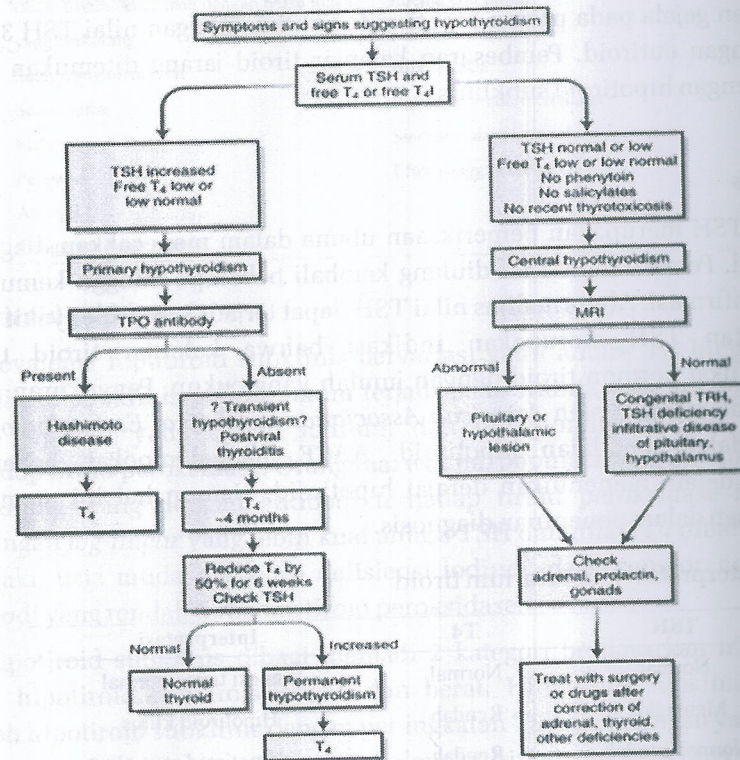 Symptoms and signs suggesting hypothyroidism
Serum TSH and
free T₄ or free T₄I
TSH increased
Free T₄ low or
low normal
TSH normal or low
Free T₄ low or low normal
No phenytoin
No salicylates
No recent thyrotoxicosis
Primary hypothyroidism
Central hypothyroidism
TPO antibody
MRI
Present
Absent
Abnormal
Normal
Hashimoto
disease
? Transient
hypothyroidism?
Postviral
thyroiditis
Pituitary or
hypothalamic
lesion
Congenital TRH,
TSH deficiency
infiltrative disease
of pituitary,
hypothalamus
T₄
T₄
~4 months
Reduce T₄ by
50% for 6 weeks
Check TSH
Check
adrenal, prolactin,
gonads
Normal
Increased
Normal
thyroid
Permanent
hypothyroidism
T₄
Treat with surgery
or drugs after
correction of
adrenal, thyroid,
other deficiencies